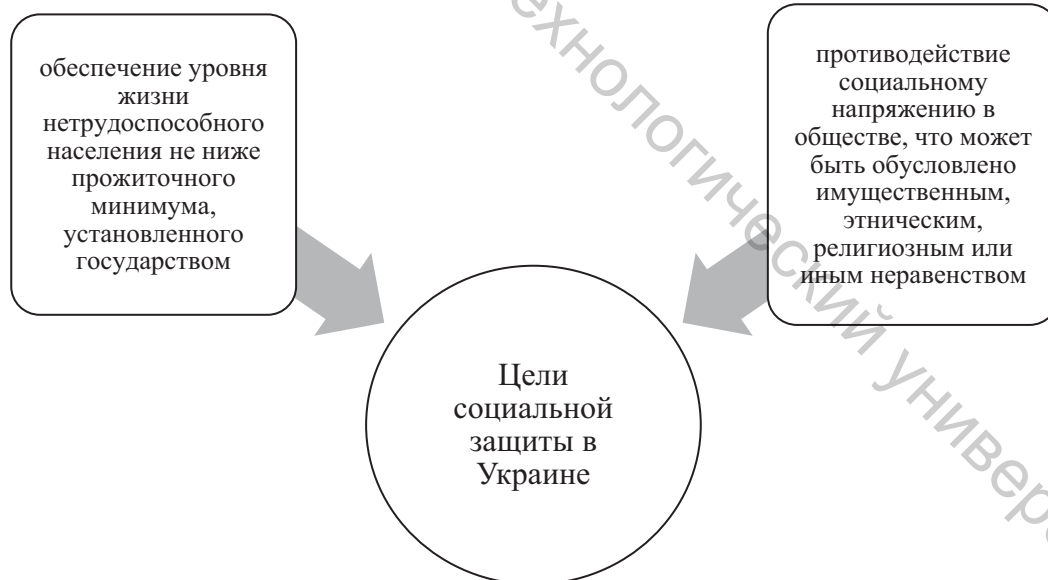 обеспечение уровня
жизни
нетрудоспособного
населения не ниже
прожиточного
минимума,
установленного
государством
противодействие
социальному
напряжению в
обществе, что может
быть обусловлено
имущественным,
этническим,
религиозным или
иным неравенством
Цели
социальной
защиты в
Украине